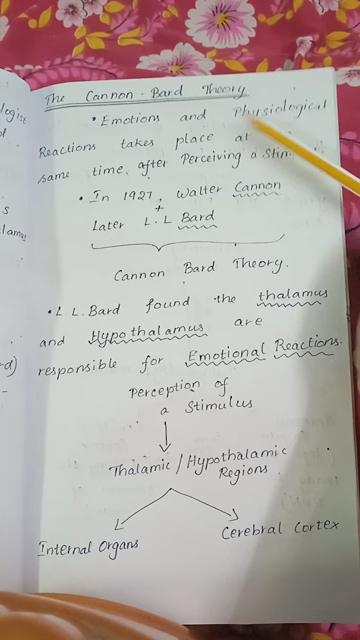 The Cannon-Bard Theory
• Emotions and Physiological
Reactions takes place at
same time, after Perceiving a
• In 1927, Walter Cannon
+
Later L.L Bard
Cannon Bard Theory.
• L L. Bard found the thalamus
and Hypothalamus are
responsible for Emotional Reactions.
Perception of
a Stimulus
Thalamic/Hypothalamic
Regions
Internal Organs
Cerebral Cortex